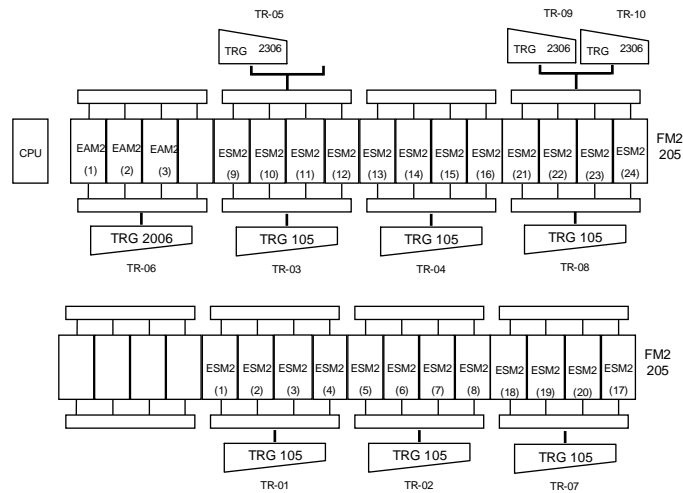 TR-05
TR-09 TR-10
TRG 2306
TRG 2306
TRG 2306
CPU
EAM2 (1)
EAM2 (2)
EAM2 (3)
ESM2 (9)
ESM2 (10)
ESM2 (11)
ESM2 (12)
ESM2 (13)
ESM2 (14)
ESM2 (15)
ESM2 (16)
ESM2 (21)
ESM2 (22)
ESM2 (23)
ESM2 (24)
FM2 205
TRG 2006
TRG 105
TRG 105
TRG 105
TR-06
TR-03
TR-04
TR-08
ESM2 (1)
ESM2 (2)
ESM2 (3)
ESM2 (4)
ESM2 (5)
ESM2 (6)
ESM2 (7)
ESM2 (8)
ESM2 (18)
ESM2 (19)
ESM2 (20)
ESM2 (17)
FM2 205
TRG 105
TRG 105
TRG 105
TR-01
TR-02
TR-07